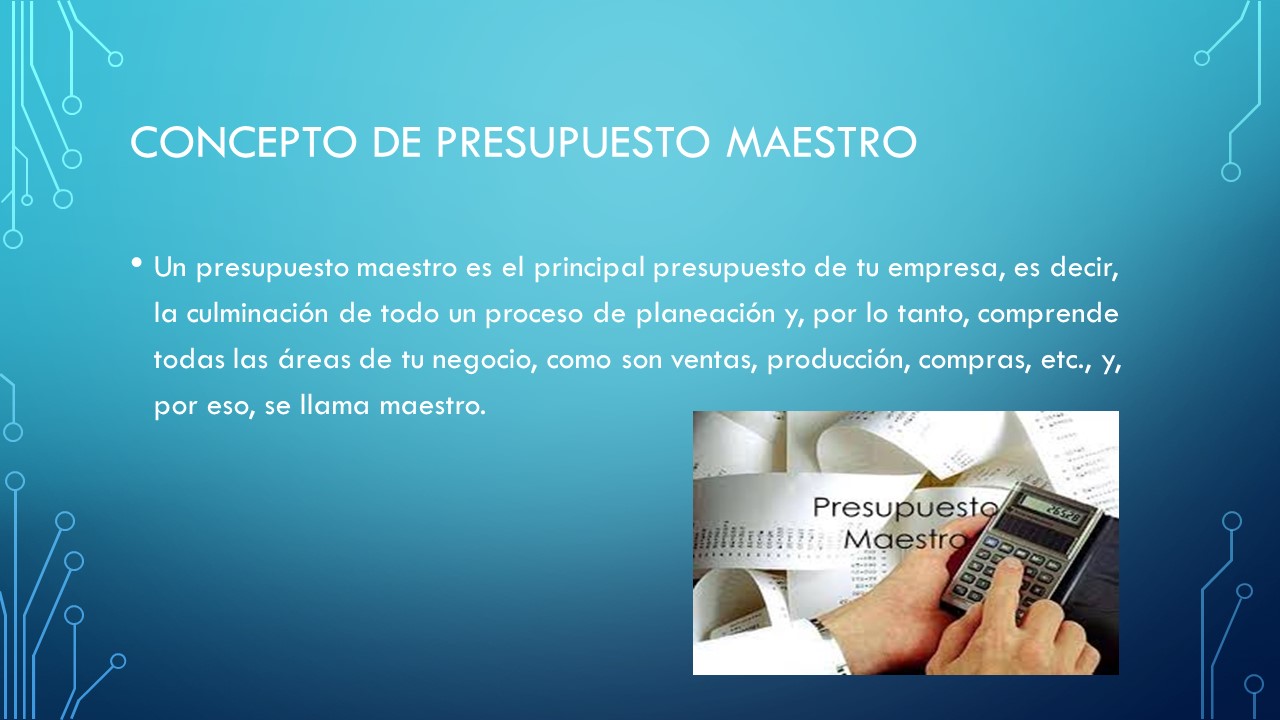 CONCEPTO DE PRESUPUESTO MAESTRO
• Un presupuesto maestro es el principal presupuesto de tu empresa, es decir,
la culminación de todo un proceso de planeación y, por lo tanto, comprende
todas las áreas de tu negocio, como son ventas, producción, compras, etc., y,
por eso, se llama maestro.
Presupuesto
Maestro